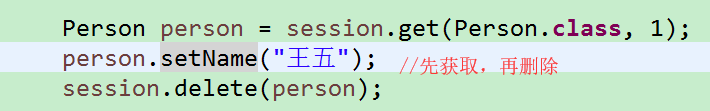 Person person = session.get(Person.class, 1);
person.setName("王五"); //先获取，再删除
session.delete(person);